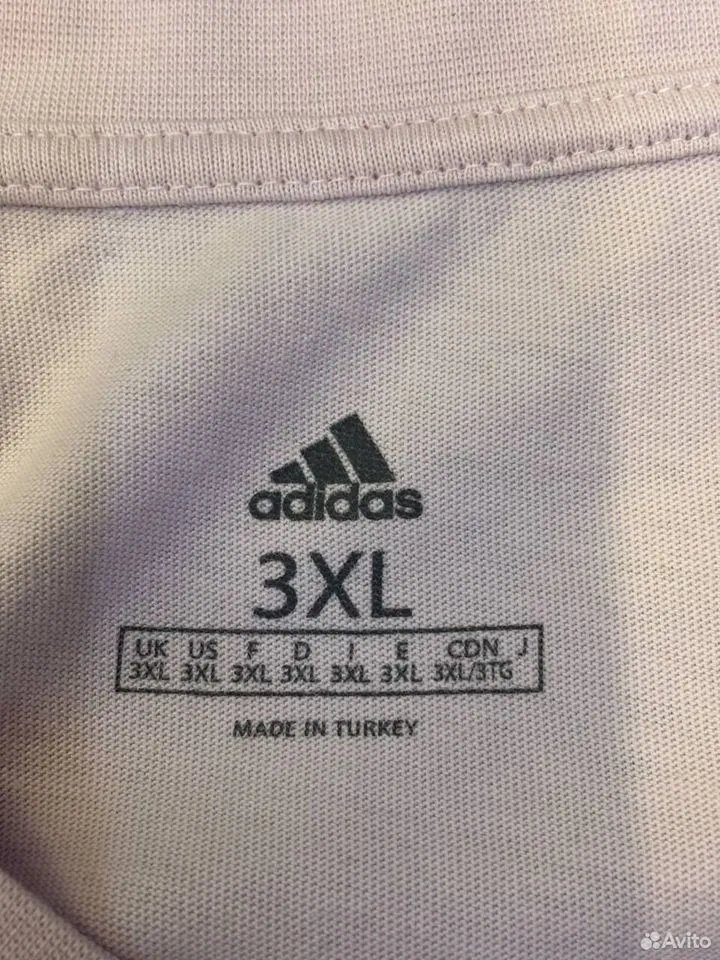 adidas
3XL
UK US F D I E CDN J
3XL 3XL 3XL 3XL 3XL 3XL 3XL/3TG
MADE IN TURKEY
Avito